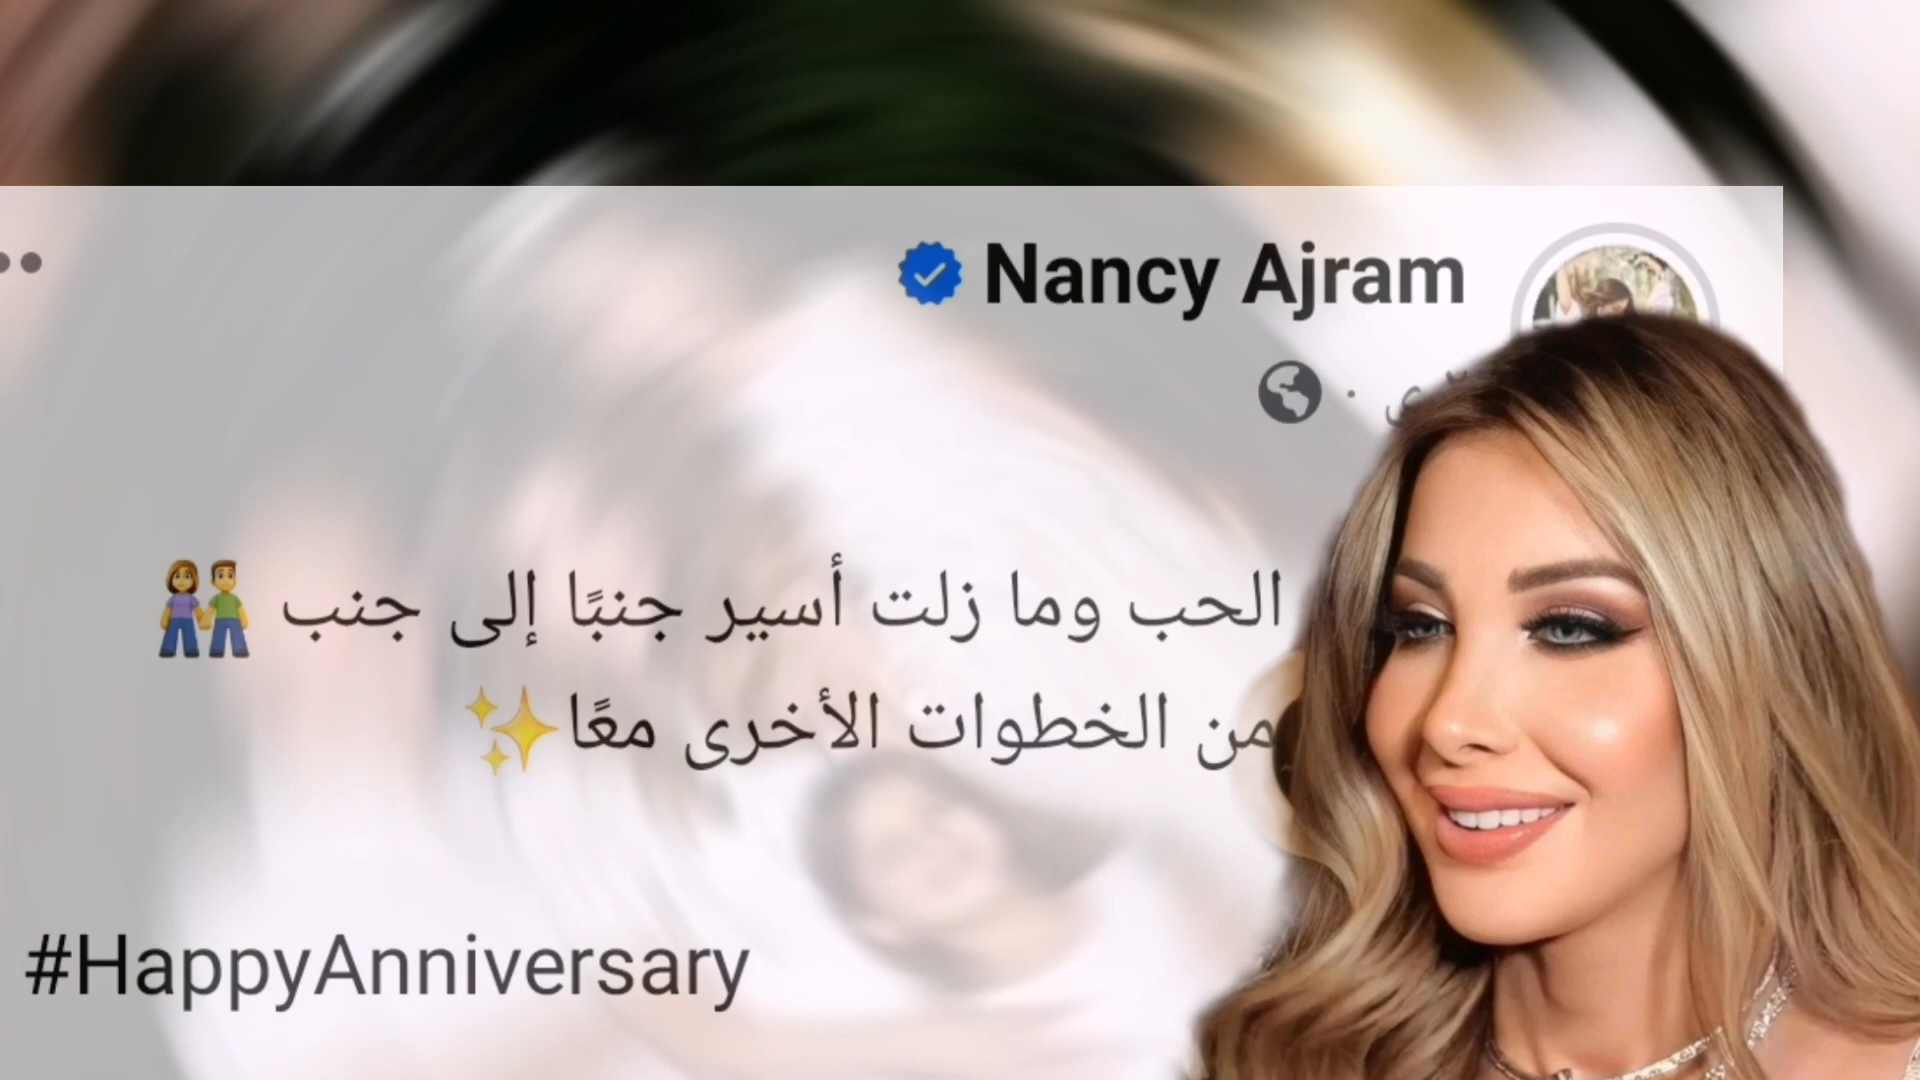 Nancy Ajram
الحب وما زلت أسير جنبًا إلى جنب 👫
من الخطوات الأخرى معًا✨
#HappyAnniversary